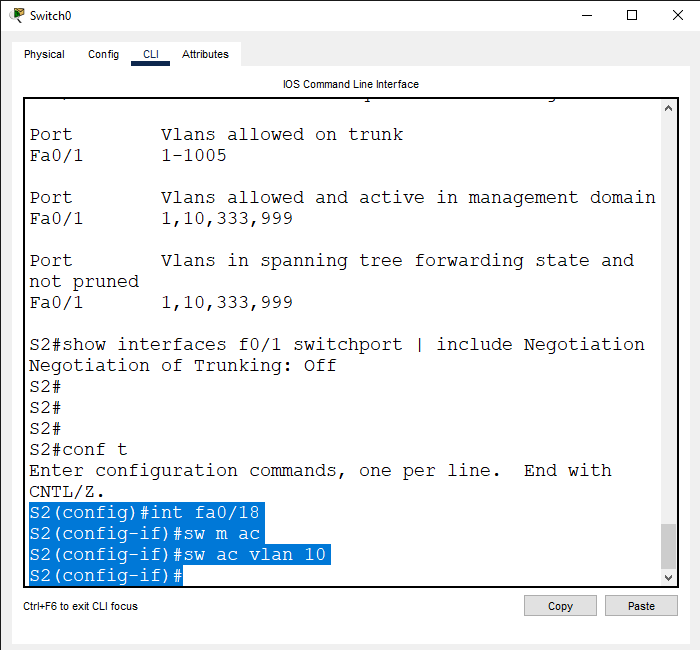 Switch0
Physical Config CLI Attributes
IOS Command Line Interface
Port Vlans allowed on trunk
Fa0/1 1-1005
Port Vlans allowed and active in management domain
Fa0/1 1,10,333,999
Port Vlans in spanning tree forwarding state and
not pruned
Fa0/1 1,10,333,999
S2#show interfaces f0/1 switchport | include Negotiation
Negotiation of Trunking: Off
S2#
S2#
S2#
S2#conf t
Enter configuration commands, one per line. End with
CNTL/Z.
S2(config)#int fa0/18
S2(config-if)#sw m ac
S2(config-if)#sw ac vlan 10
S2(config-if)#
Ctrl+F6 to exit CLI focus
Copy Paste